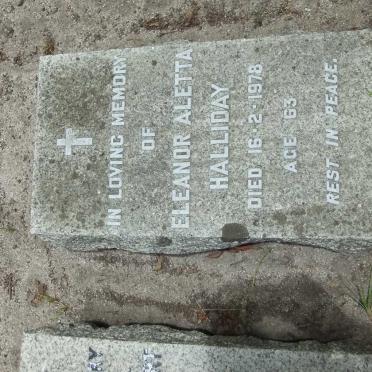 IN LOVING MEMORY
OF
ELEANOR ALETTA
HALLIDAY
DIED 16-2-1978
AGE 63
REST IN PEACE.